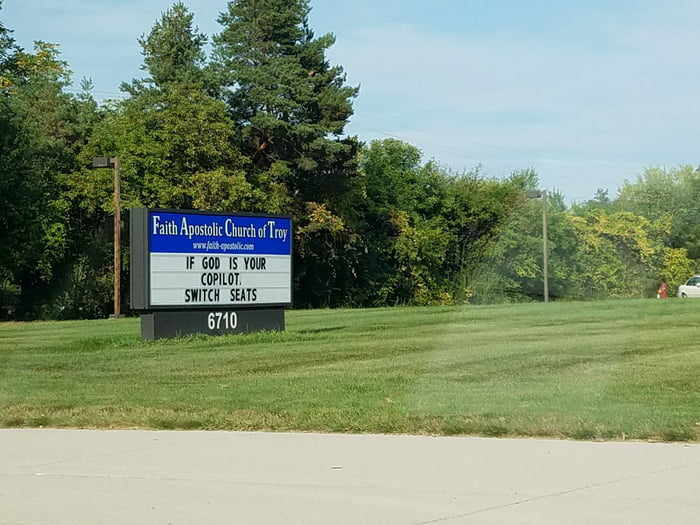 Faith Apostolic Church of Troy
www.faith-apostolic.com
IF GOD IS YOUR
COPILOT.
SWITCH SEATS
6710